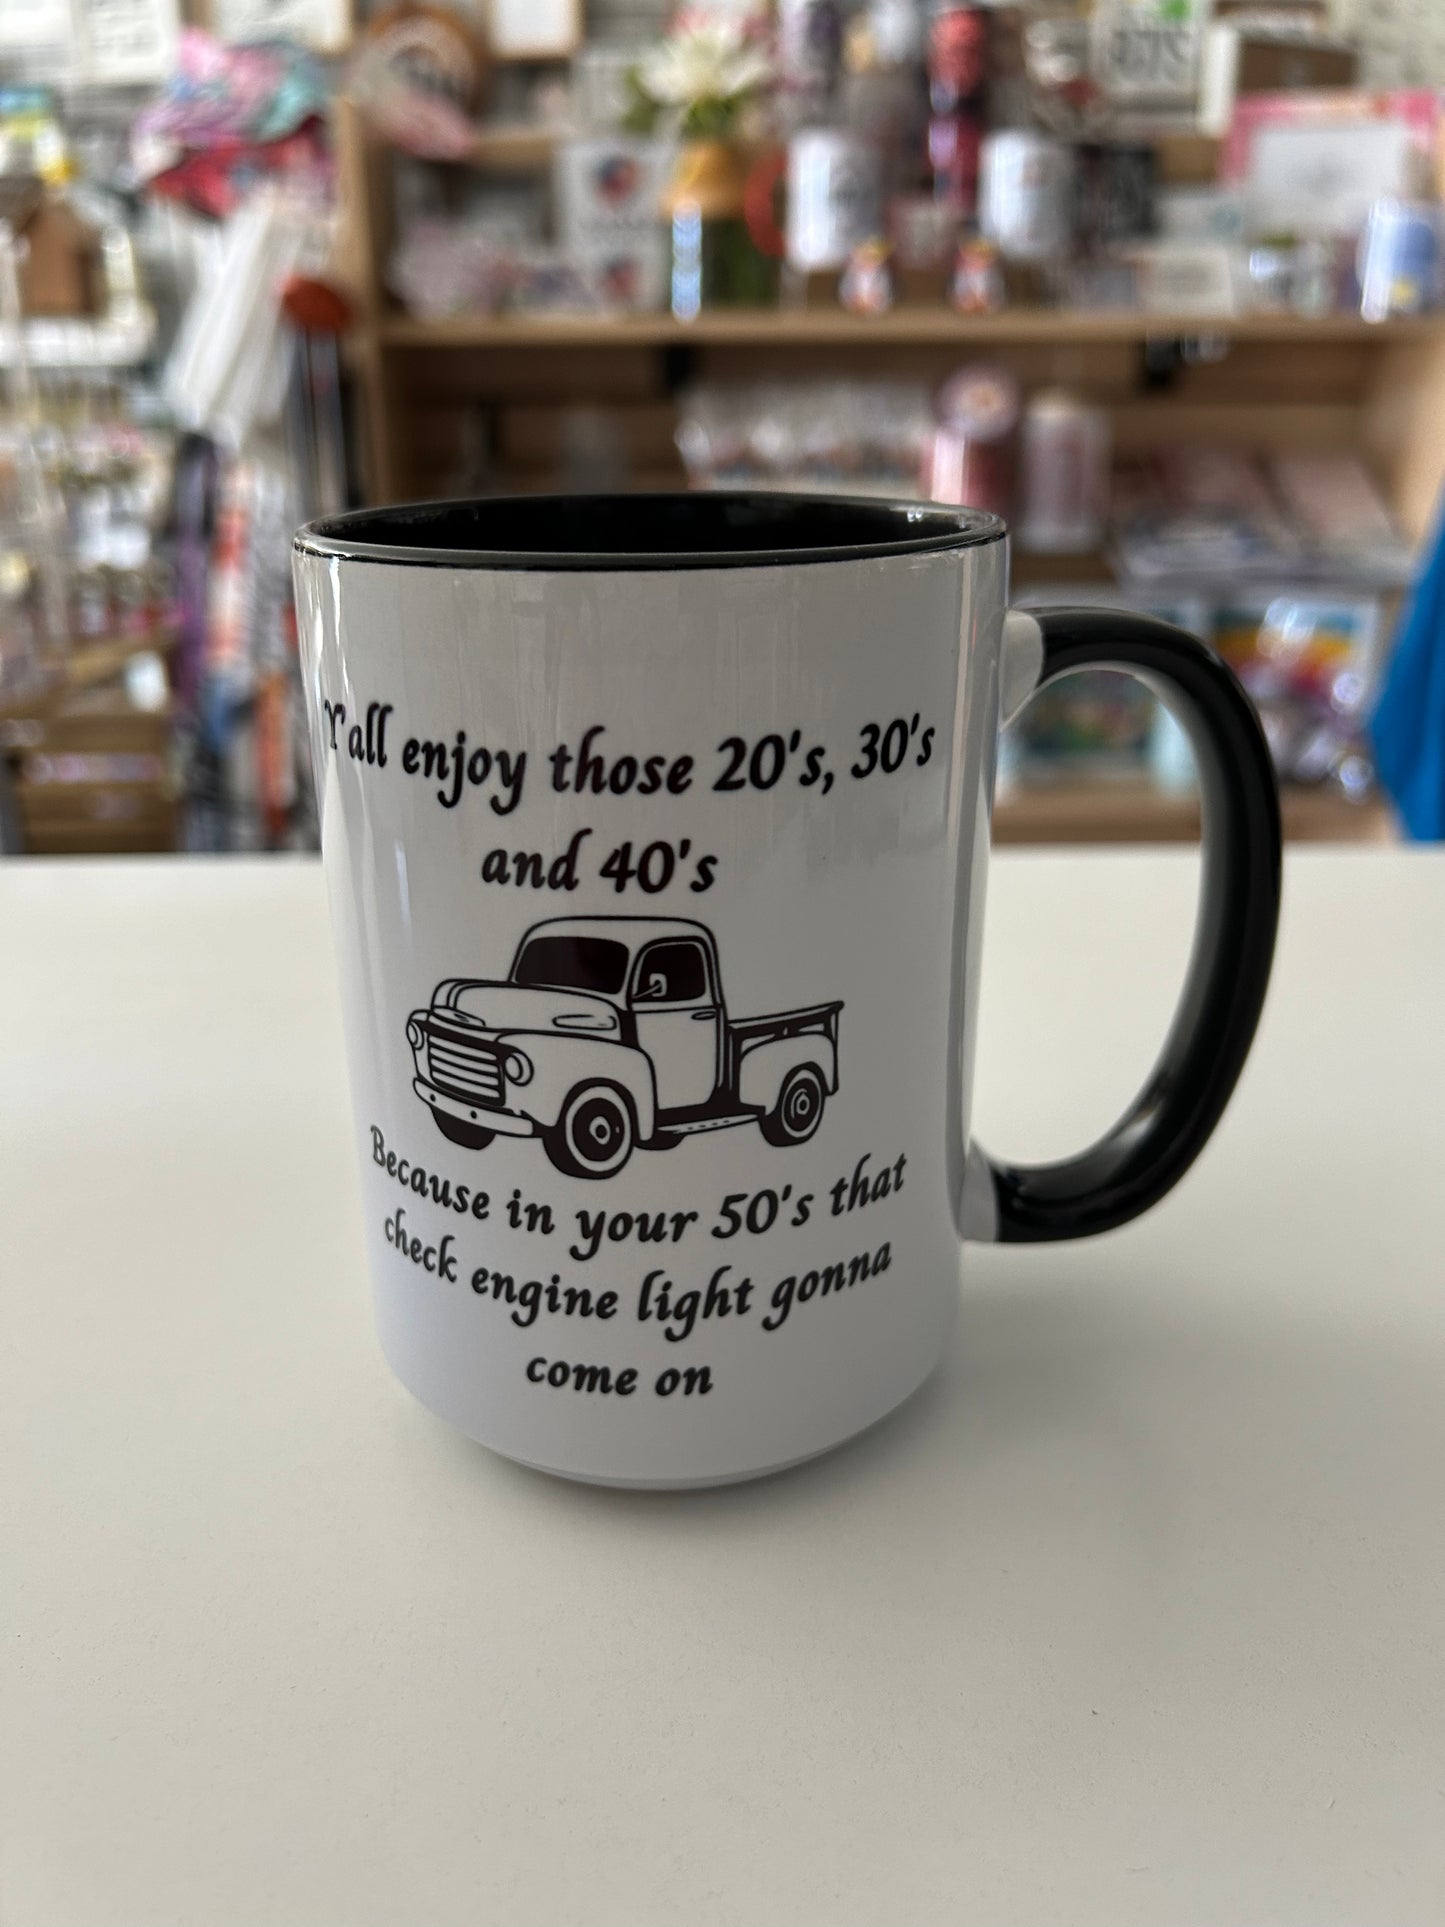 Y'all enjoy those 20's, 30's
and 40's
Because in your 50's that
check engine light gonna
come on